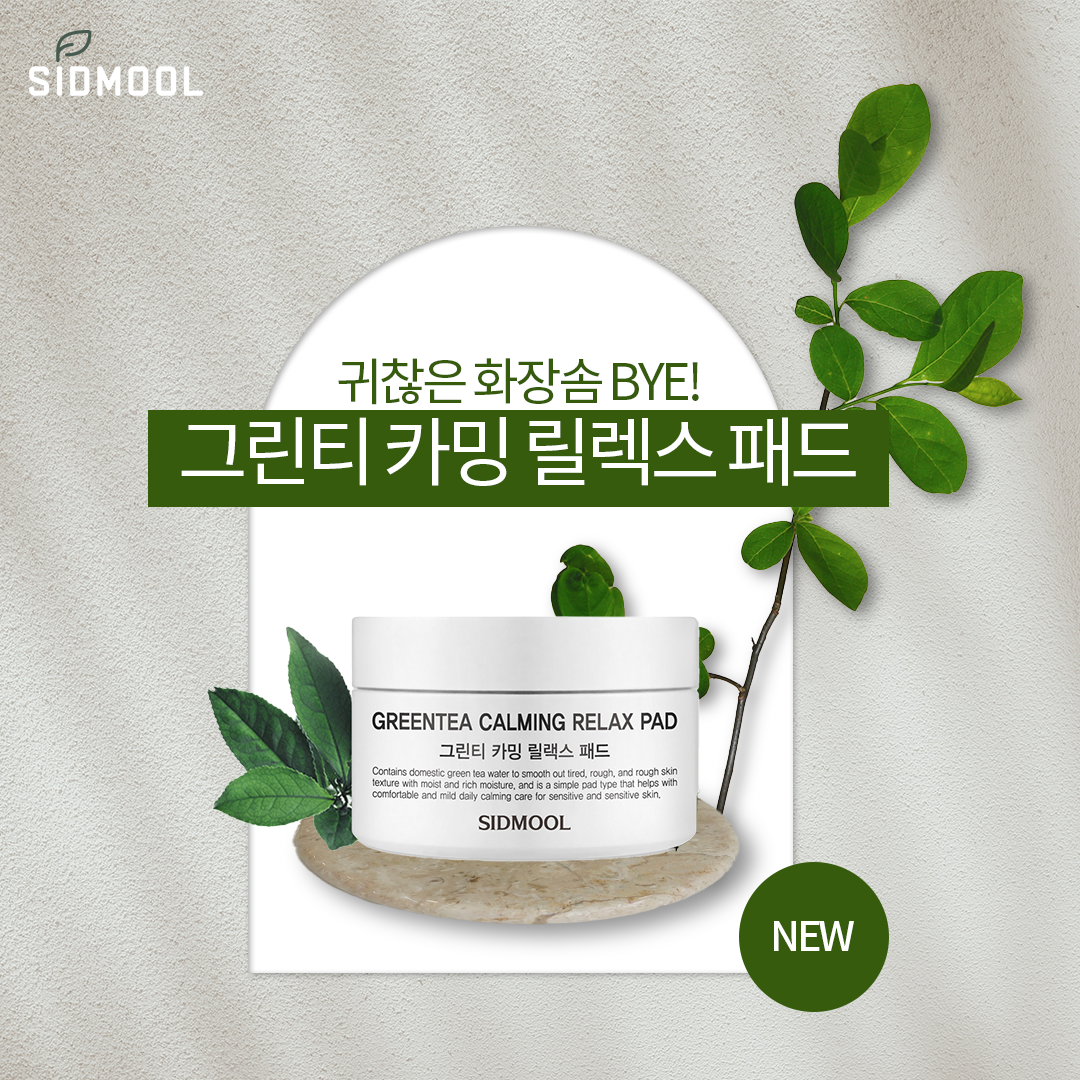 SIDMOOL
귀찮은 화장솜 BYE!
그린티 카밍 릴렉스 패드
GREENTEA CALMING RELAX PAD
그린티 카밍 릴랙스 패드
Contains domestic green tea water to smooth out tired, rough, and rough skin
texture with moist and rich moisture, and is a simple pad type that helps with
comfortable and mild daily calming care for sensitive and sensitive skin.
SIDMOOL
NEW